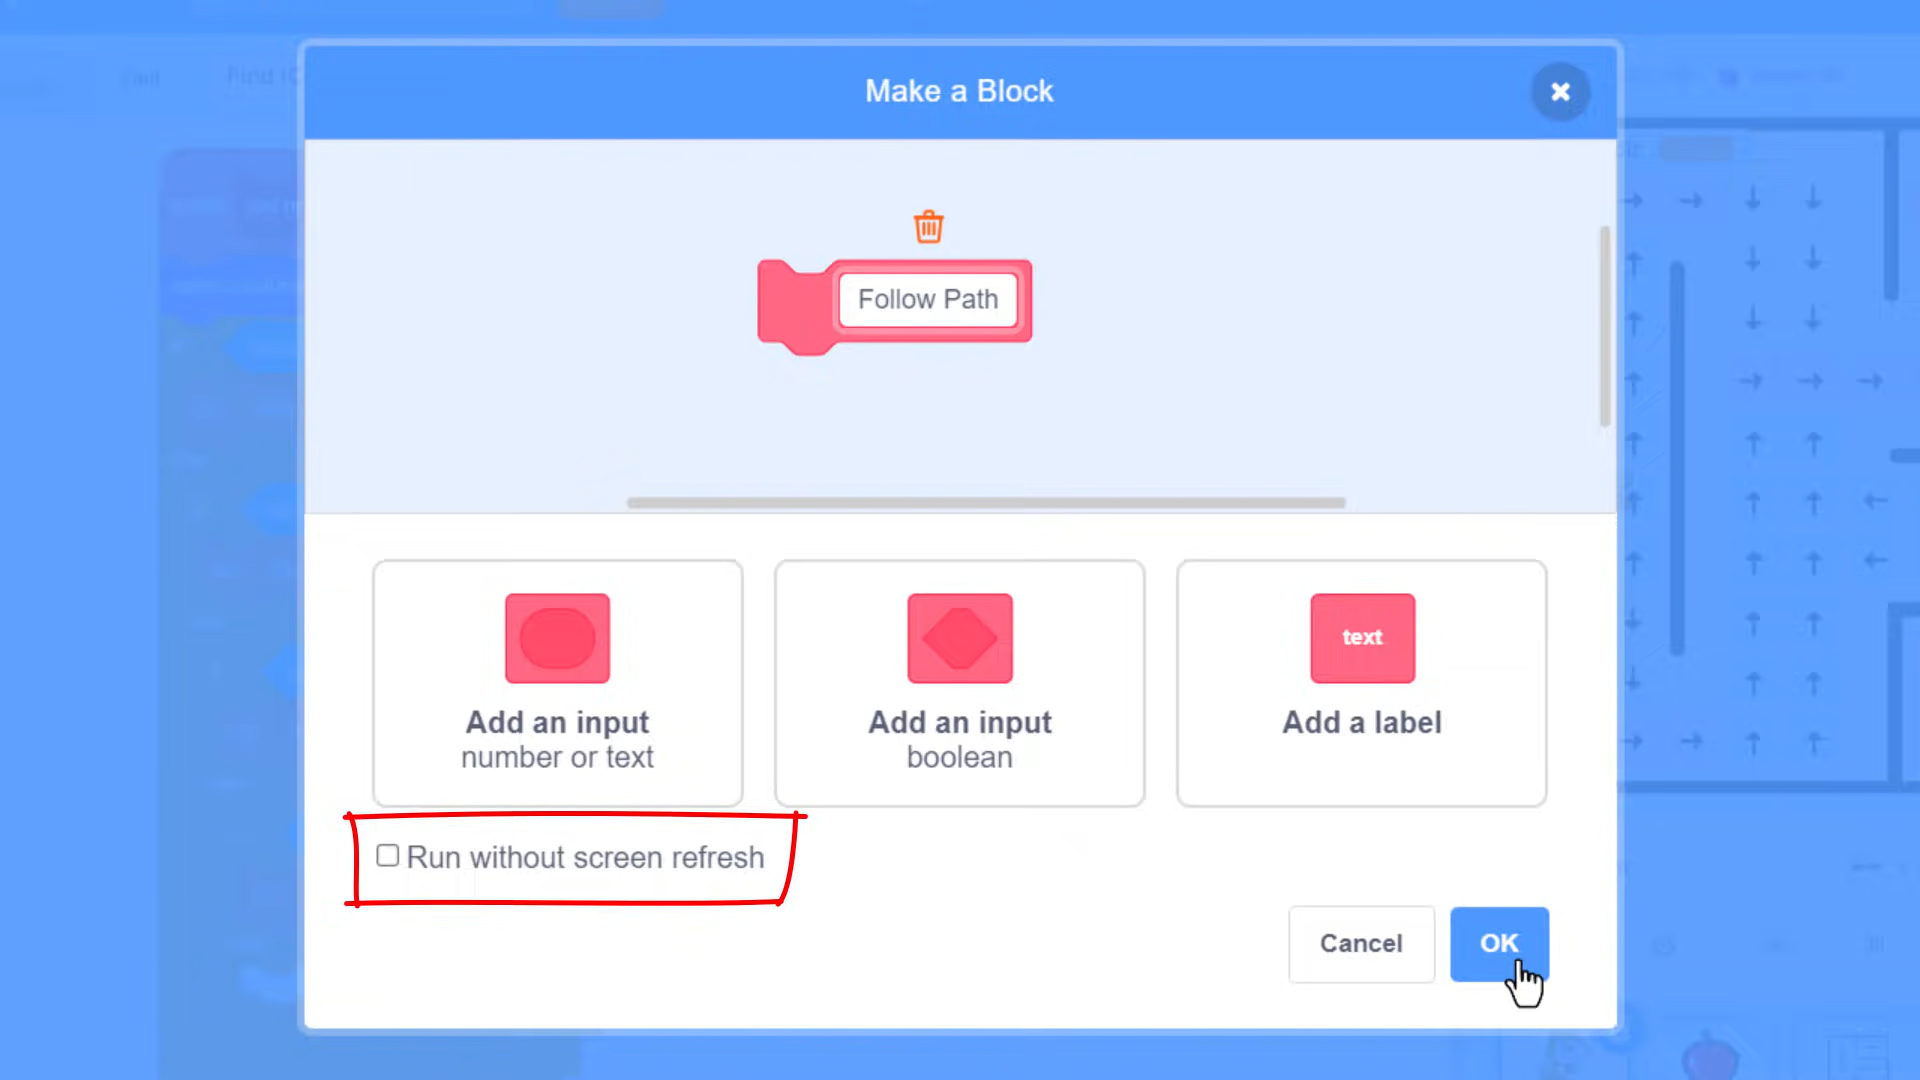 Make a Block
Follow Path
text
Add an input
number or text
Add an input
boolean
Add a label
Run without screen refresh
Cancel
OK